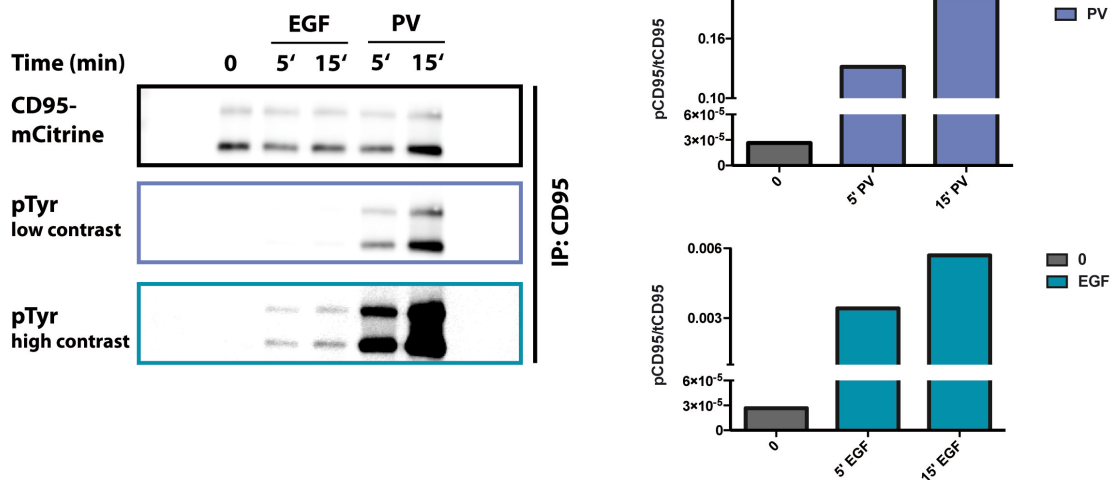 EGF PV
Time (min) 0 5‘ 15‘ 5‘ 15‘
CD95-
mCitrine
pTyr
low contrast
pTyr
high contrast
IP: CD95
PV
pCD95/tCD95
0.16
0.10
6×10-5
3×10-5
0
0 5' PV 15' PV
0
EGF
pCD95/tCD95
0.006
0.003
6×10-5
3×10-5
0
0 5' EGF 15' EGF